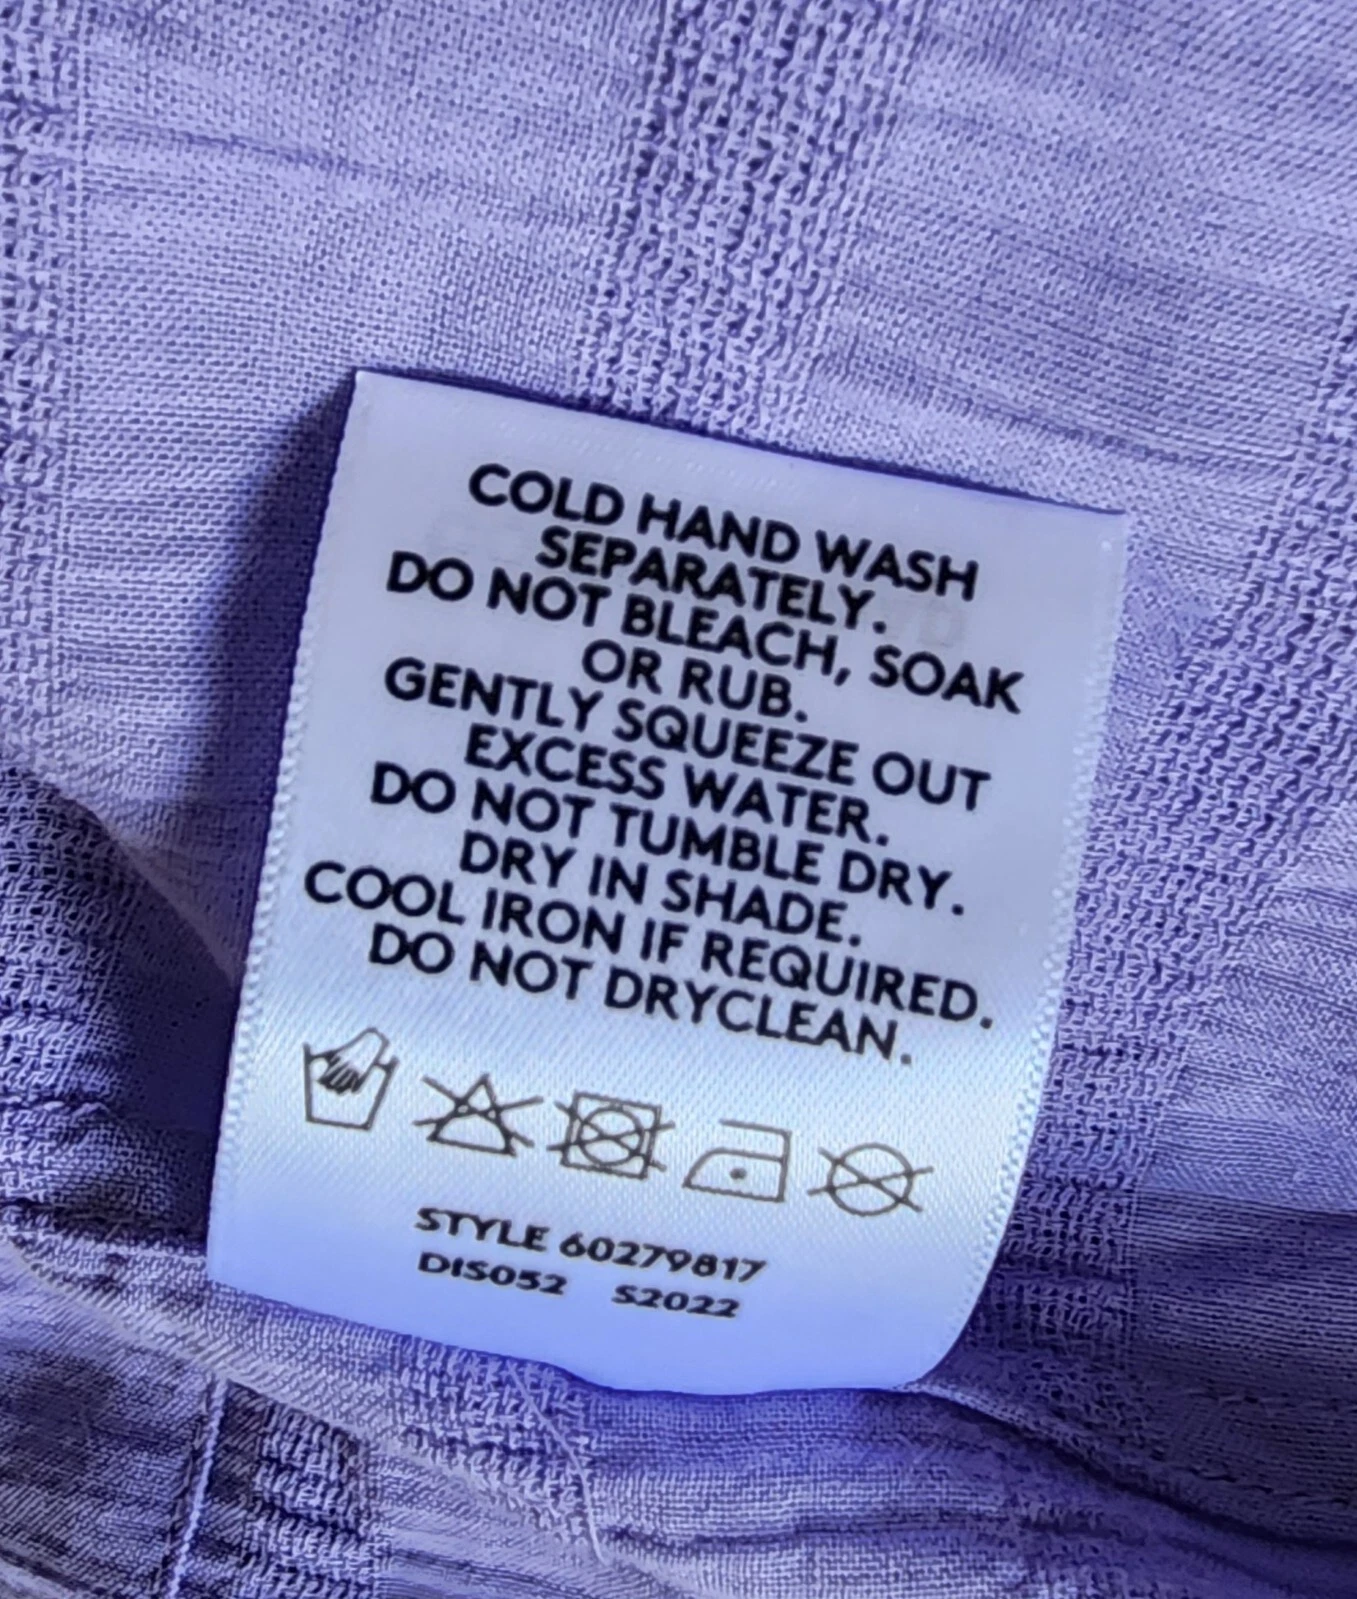 COLD HAND WASH
SEPARATELY.
DO NOT BLEACH, SOAK
OR RUB.
GENTLY SQUEEZE OUT
EXCESS WATER.
DO NOT TUMBLE DRY.
DRY IN SHADE.
COOL IRON IF REQUIRED.
DO NOT DRYCLEAN.
STYLE 60279817
DIS052 S2022